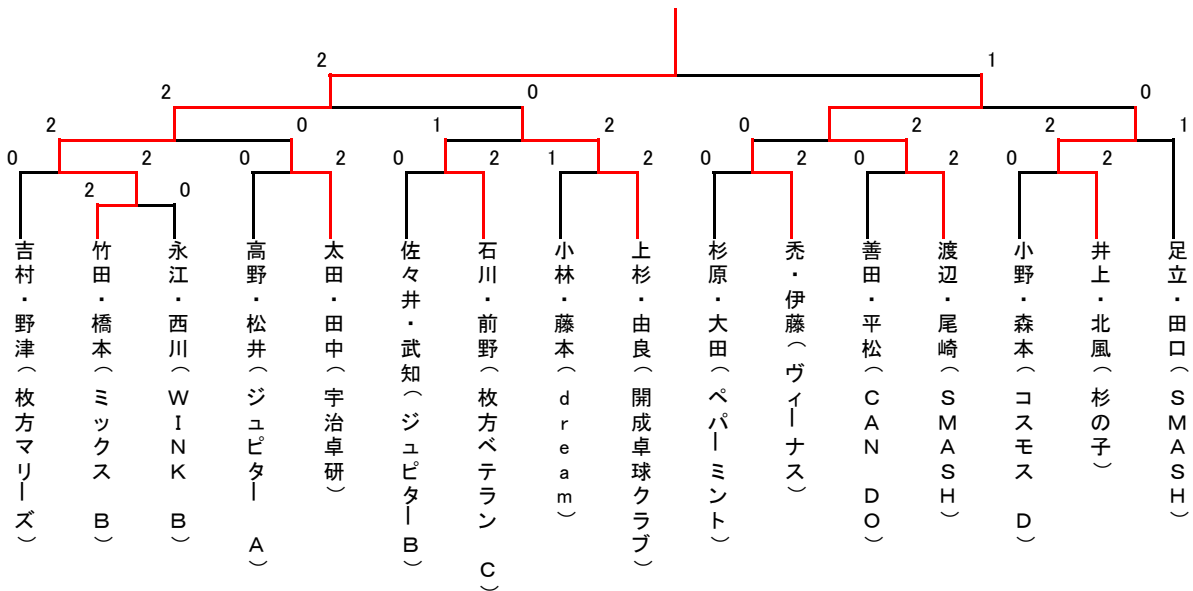 2 1
2 0 0
2 0 1 2 0 2 2 1
0 2 0 2 0 2 1 2 0 2 0 2 0 2
2 0
吉村・野津(枚方マリーズ)
竹田・橋本(ミックス B)
永江・西川(WINK B)
高野・松井(ジュピター A)
太田・田中(宇治卓研)
佐々井・武知(ジュピターB)
石川・前野(枚方ベテラン C)
小林・藤本(dream)
上杉・由良(開成卓球クラブ)
杉原・大田(ペパーミント)
禿・伊藤(ヴィーナス)
善田・平松(CAN DO)
渡辺・尾崎(SMASH)
小野・森本(コスモス D)
井上・北風(杉の子)
足立・田口(SMASH)